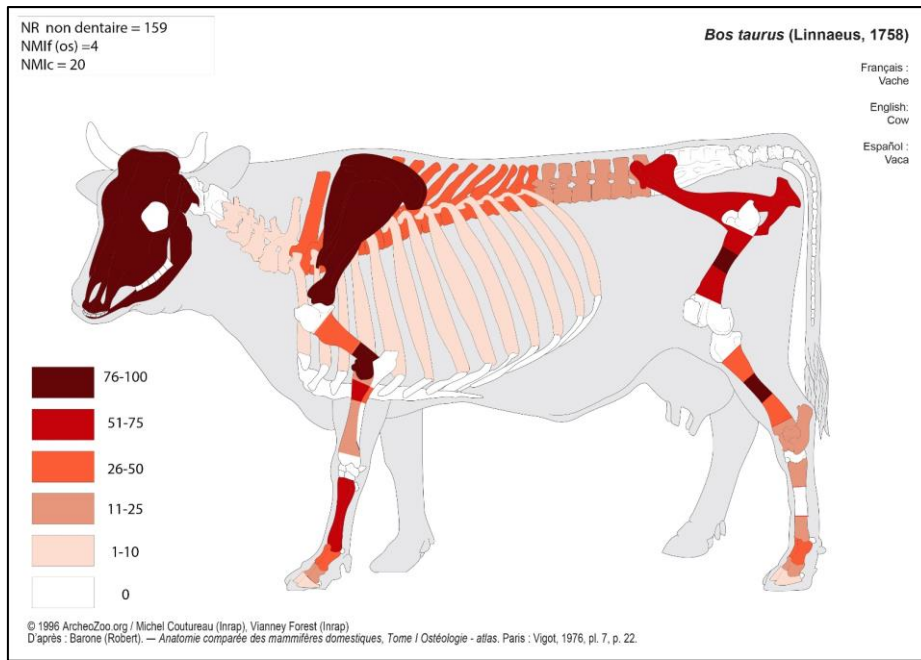 NR non dentaire = 159
NMIf (os) =4
NMIc = 20
Bos taurus (Linnaeus, 1758)
Français :
Vache
English:
Cow
Español :
Vaca
76-100
51-75
26-50
11-25
1-10
0
© 1996 ArcheoZoo.org / Michel Coutureau (Inrap), Vianney Forest (Inrap)
D'après : Barone (Robert). — Anatomie comparée des mammifères domestiques, Tome I Ostéologie - atlas. Paris : Vigot, 1976, pl. 7, p. 22.